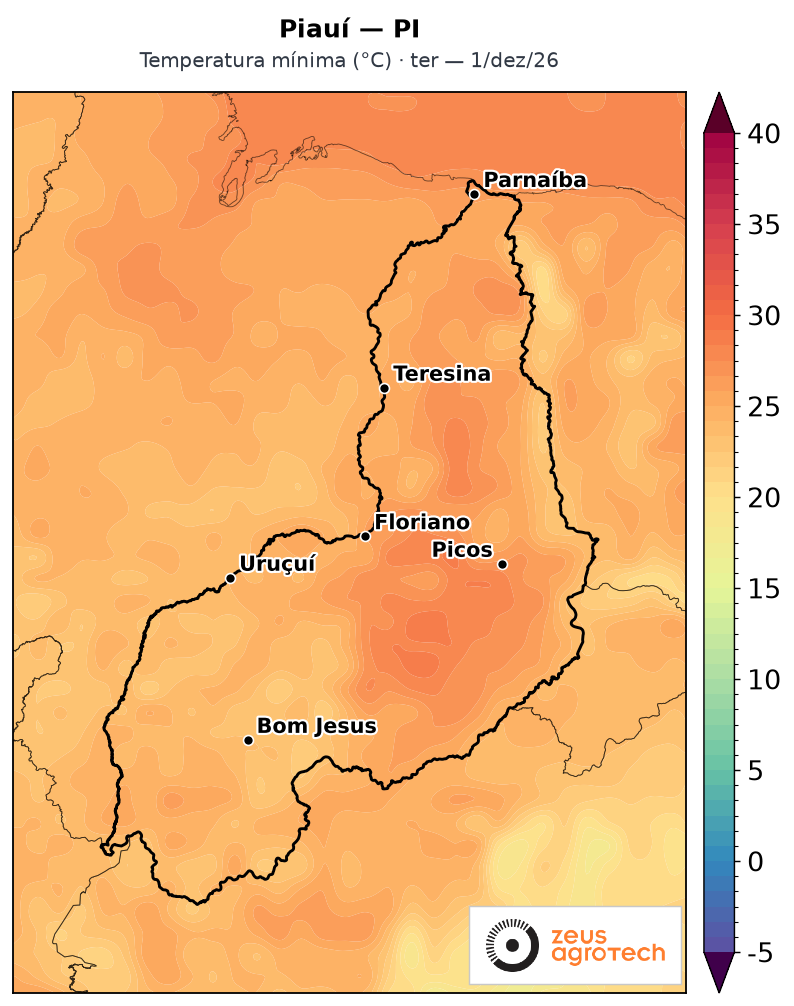 Piauí — PI
Temperatura mínima (°C) · ter — 1/dez/26
Parnaíba
Teresina
Floriano
Picos
Uruçuí
Bom Jesus
40
35
30
25
20
15
10
5
0
-5
zeus
agrotech